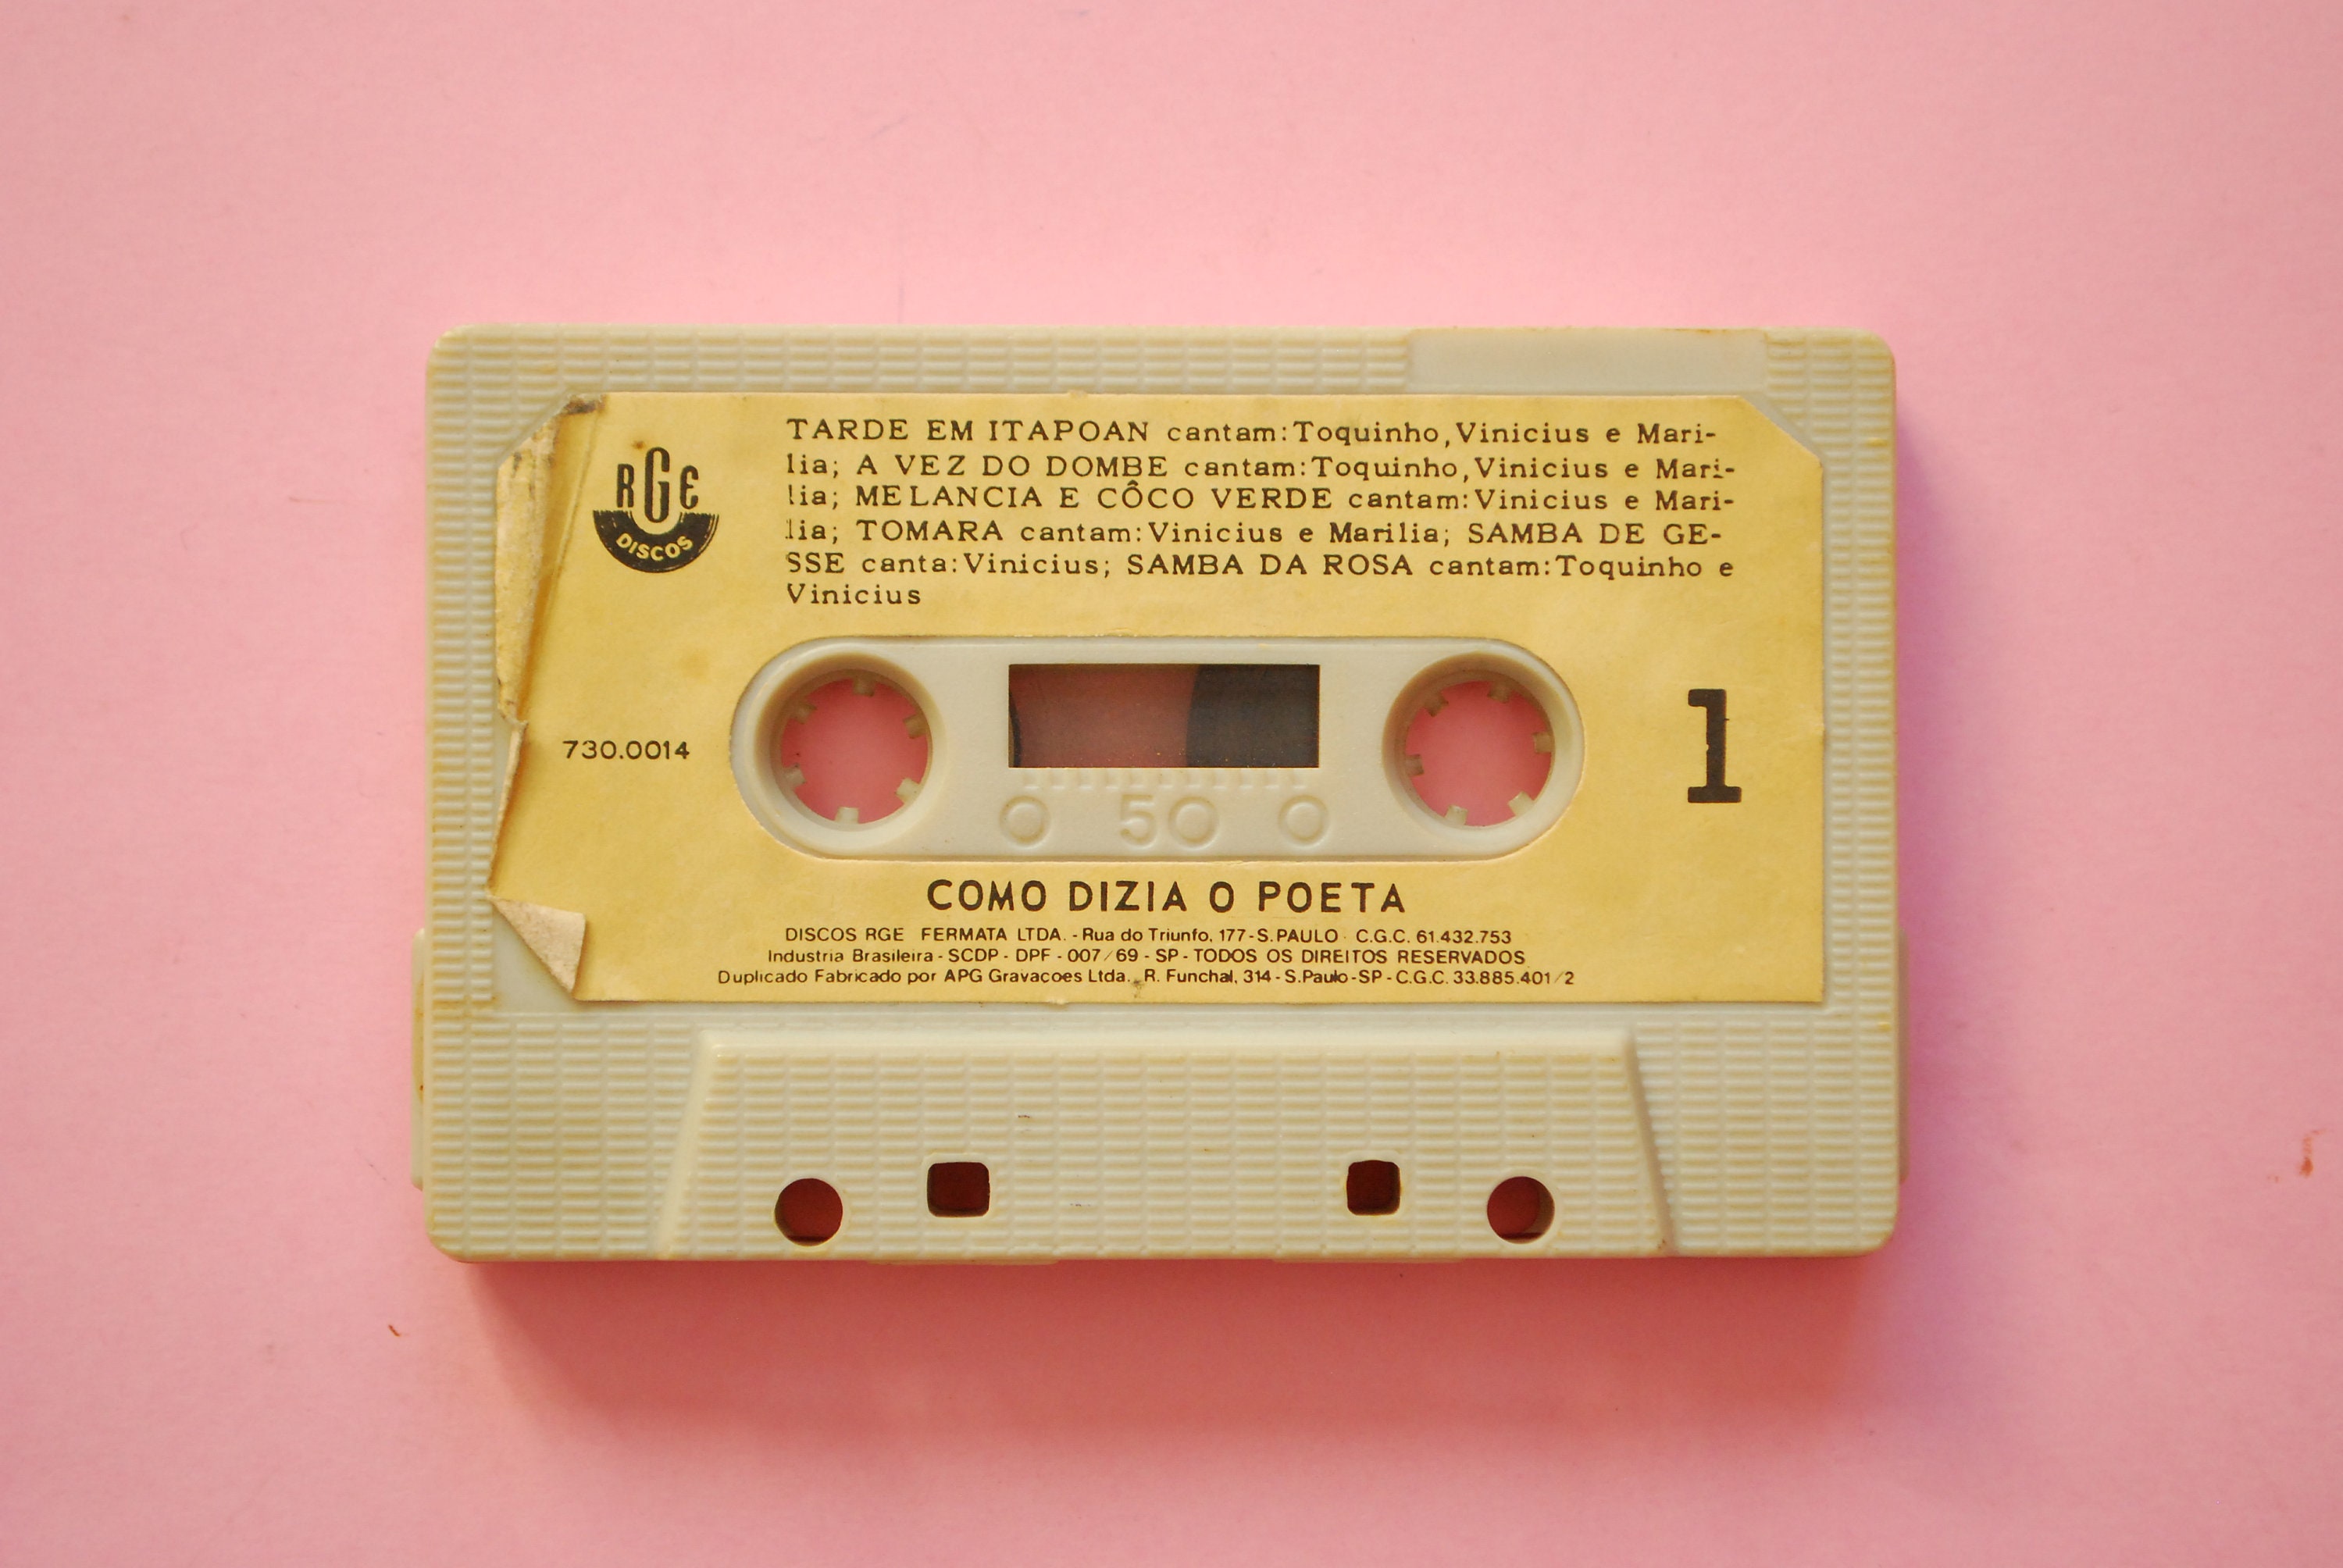 TARDE EM ITAPOAN cantam:Toquinho,Vinicius e Mari-
lia; A VEZ DO DOMBE cantam:Toquinho,Vinicius e Mari-
lia; MELANCIA E CÔCO VERDE cantam:Vinicius e Mari-
lia; TOMARA cantam:Vinicius e Marilia; SAMBA DE GE-
SSE canta:Vinicius; SAMBA DA ROSA cantam:Toquinho e
Vinicius
RGE
DISCOS
730.0014
1
50
COMO DIZIA O POETA
DISCOS RGE FERMATA LTDA. - Rua do Triunfo, 177 - S.PAULO - C.G.C. 61.432.753
Industria Brasileira - SCDP - DPF - 007/69 - SP - TODOS OS DIREITOS RESERVADOS
Duplicado Fabricado por APG Gravacoes Ltda. R. Funchal, 314 - S.Paulo - SP - C.G.C. 33.885.401/2